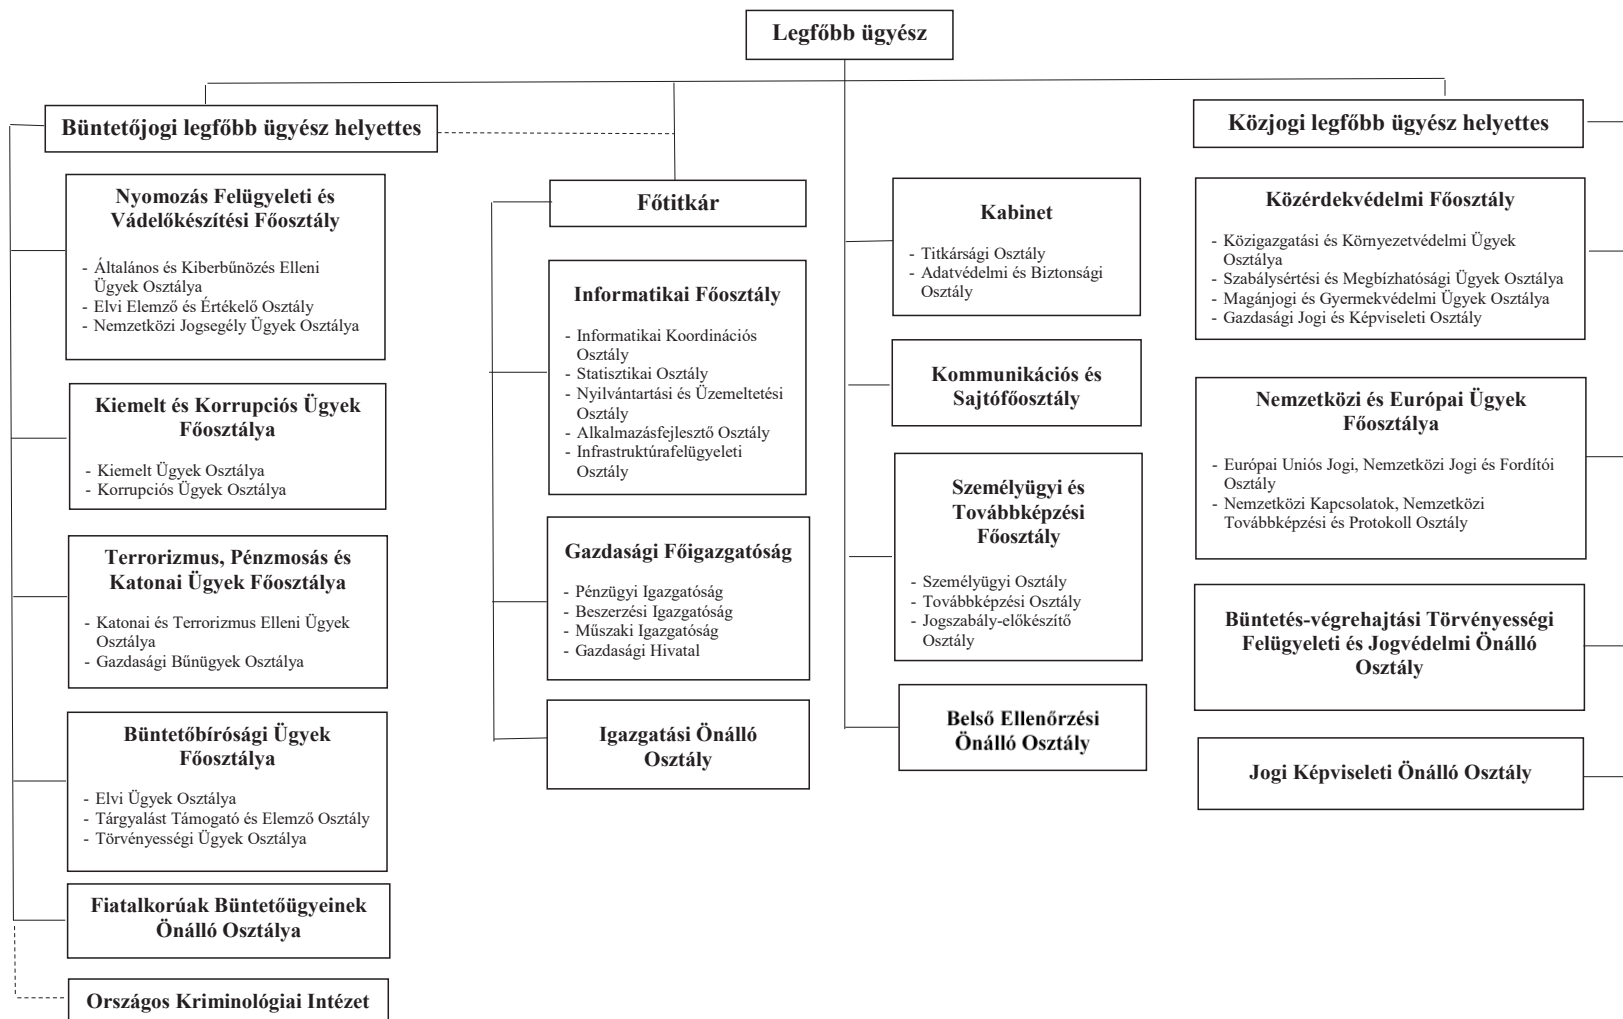 Legfőbb ügyész
Büntetőjogi legfőbb ügyész helyettes
Közjogi legfőbb ügyész helyettes
Nyomozás Felügyeleti és
Vádelőkészítési Főosztály
- Általános és Kiberbűnözés Elleni
Ügyek Osztálya
- Elvi Elemző és Értékelő Osztály
- Nemzetközi Jogsegély Ügyek Osztálya
Kiemelt és Korrupciós Ügyek
Főosztálya
- Kiemelt Ügyek Osztálya
- Korrupciós Ügyek Osztálya
Terrorizmus, Pénzmosás és
Katonai Ügyek Főosztálya
- Katonai és Terrorizmus Elleni Ügyek
Osztálya
- Gazdasági Bűnügyek Osztálya
Büntetőbírósági Ügyek
Főosztálya
- Elvi Ügyek Osztálya
- Tárgyalást Támogató és Elemző Osztály
- Törvényességi Ügyek Osztálya
Fiatalkorúak Büntetőügyeinek
Önálló Osztálya
Országos Kriminológiai Intézet
Főtitkár
Informatikai Főosztály
- Informatikai Koordinációs
Osztály
- Statisztikai Osztály
- Nyilvántartási és Üzemeltetési
Osztály
- Alkalmazásfejlesztő Osztály
- Infrastruktúrafelügyeleti
Osztály
Gazdasági Főigazgatóság
- Pénzügyi Igazgatóság
- Beszerzési Igazgatóság
- Műszaki Igazgatóság
- Gazdasági Hivatal
Igazgatási Önálló
Osztály
Kabinet
- Titkársági Osztály
- Adatvédelmi és Biztonsági
Osztály
Kommunikációs és
Sajtófőosztály
Személyügyi és
Továbbképzési
Főosztály
- Személyügyi Osztály
- Továbbképzési Osztály
- Jogszabály-előkészítő
Osztály
Belső Ellenőrzési
Önálló Osztály
Közérdekvédelmi Főosztály
- Közigazgatási és Környezetvédelmi Ügyek
Osztálya
- Szabálysértési és Megbízhatósági Ügyek Osztálya
- Magánjogi és Gyermekvédelmi Ügyek Osztálya
- Gazdasági Jogi és Képviseleti Osztály
Nemzetközi és Európai Ügyek
Főosztálya
- Európai Uniós Jogi, Nemzetközi Jogi és Fordítói
Osztály
- Nemzetközi Kapcsolatok, Nemzetközi
Továbbképzési és Protokoll Osztály
Büntetés-végrehajtási Törvényességi
Felügyeleti és Jogvédelmi Önálló
Osztály
Jogi Képviseleti Önálló Osztály